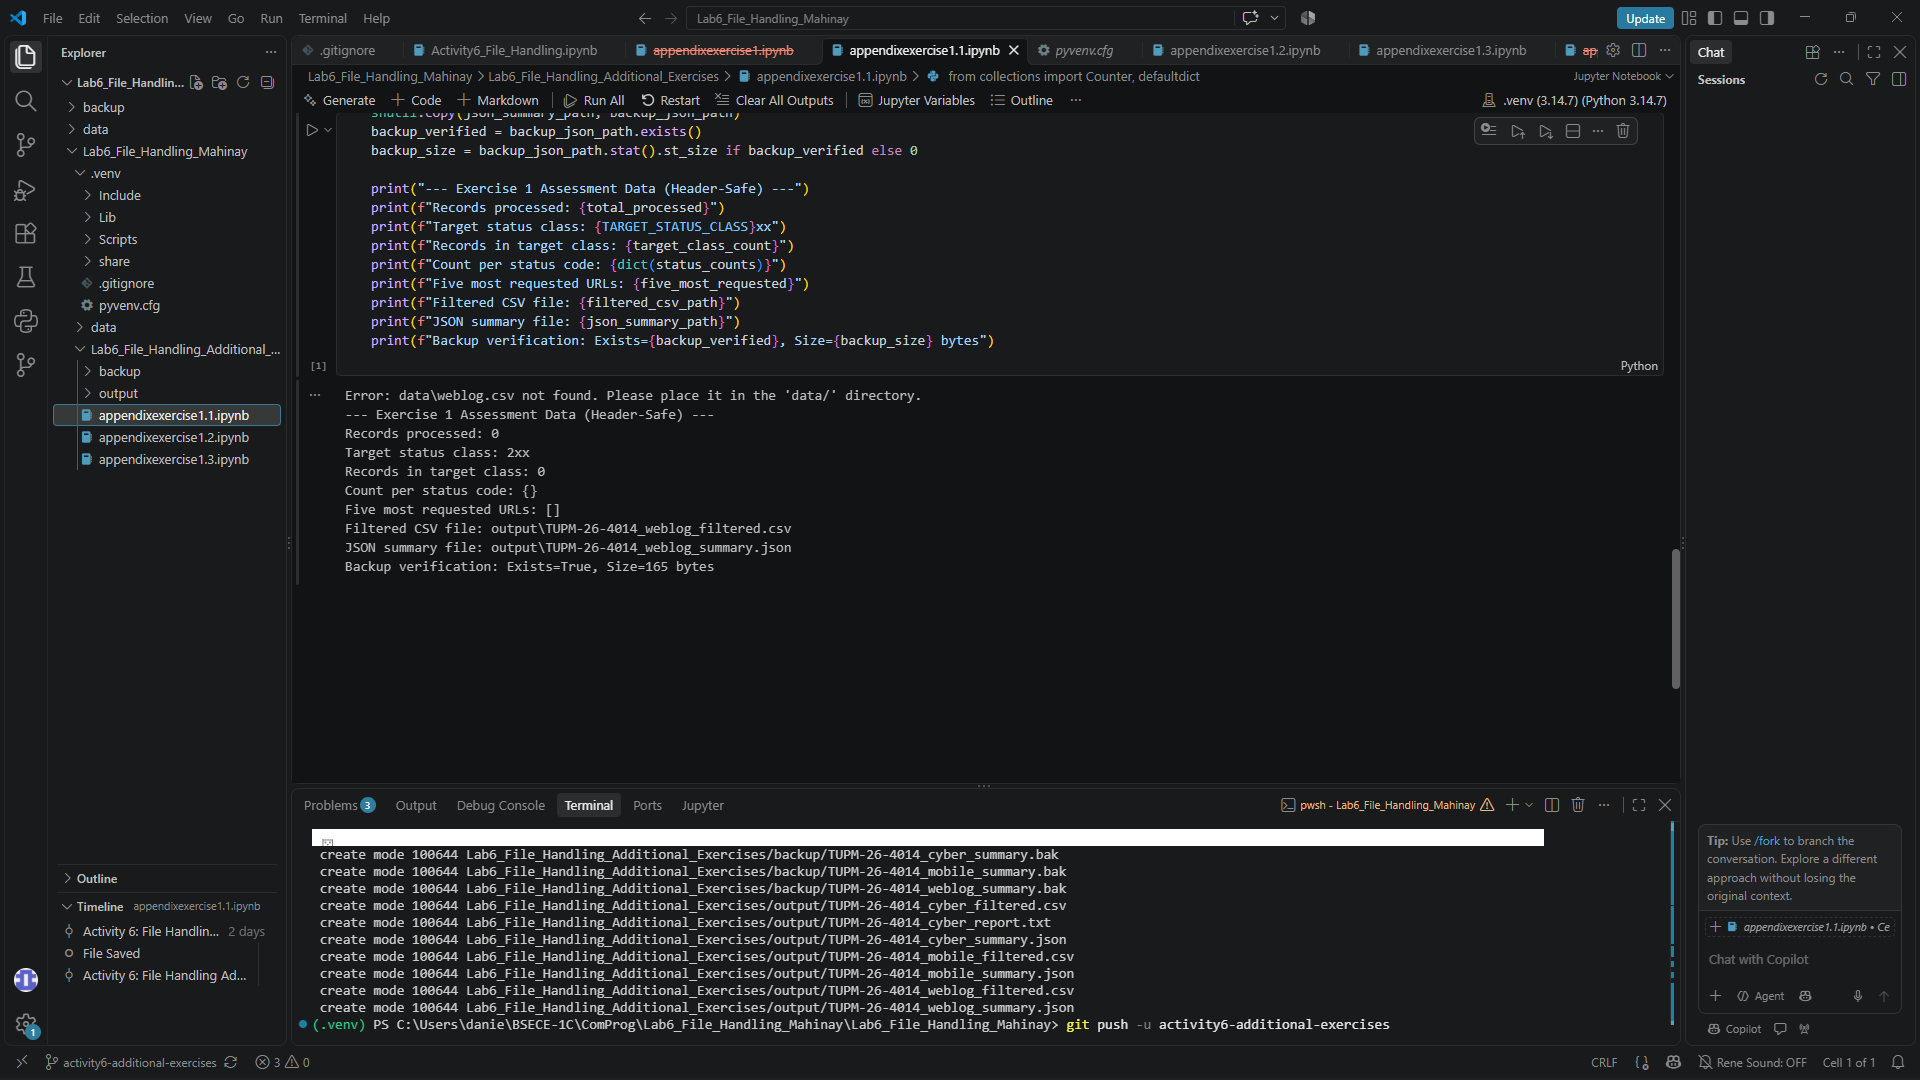 File Edit Selection View Go Run Terminal Help
Lab6_File_Handling_Mahinay
Update
Explorer
Lab6_File_Handlin...
backup
data
Lab6_File_Handling_Mahinay
.venv
Include
Lib
Scripts
share
.gitignore
pyvenv.cfg
data
Lab6_File_Handling_Additional_...
backup
output
appendixexercise1.1.ipynb
appendixexercise1.2.ipynb
appendixexercise1.3.ipynb
Outline
Timeline appendixexercise1.1.ipynb
Activity 6: File Handlin... 2 days
File Saved
Activity 6: File Handling Ad...
.gitignore Activity6_File_Handling.ipynb appendixexercise1.ipynb appendixexercise1.1.ipynb pyvenv.cfg appendixexercise1.2.ipynb appendixexercise1.3.ipynb ap
Lab6_File_Handling_Mahinay > Lab6_File_Handling_Additional_Exercises > appendixexercise1.1.ipynb > from collections import Counter, defaultdict
Jupyter Notebook
Generate + Code + Markdown Run All Restart Clear All Outputs Jupyter Variables Outline ...
.venv (3.14.7) (Python 3.14.7)
shutil.copy(json_summary_path, backup_json_path)
backup_verified = backup_json_path.exists()
backup_size = backup_json_path.stat().st_size if backup_verified else 0
print("--- Exercise 1 Assessment Data (Header-Safe) ---")
print(f"Records processed: {total_processed}")
print(f"Target status class: {TARGET_STATUS_CLASS}xx")
print(f"Records in target class: {target_class_count}")
print(f"Count per status code: {dict(status_counts)}")
print(f"Five most requested URLs: {five_most_requested}")
print(f"Filtered CSV file: {filtered_csv_path}")
print(f"JSON summary file: {json_summary_path}")
print(f"Backup verification: Exists={backup_verified}, Size={backup_size} bytes")
[1]
Python
Error: data\weblog.csv not found. Please place it in the 'data/' directory.
--- Exercise 1 Assessment Data (Header-Safe) ---
Records processed: 0
Target status class: 2xx
Records in target class: 0
Count per status code: {}
Five most requested URLs: []
Filtered CSV file: output\TUPM-26-4014_weblog_filtered.csv
JSON summary file: output\TUPM-26-4014_weblog_summary.json
Backup verification: Exists=True, Size=165 bytes
Problems 3 Output Debug Console Terminal Ports Jupyter
pwsh - Lab6_File_Handling_Mahinay
create mode 100644 Lab6_File_Handling_Additional_Exercises/backup/TUPM-26-4014_cyber_summary.bak
create mode 100644 Lab6_File_Handling_Additional_Exercises/backup/TUPM-26-4014_mobile_summary.bak
create mode 100644 Lab6_File_Handling_Additional_Exercises/backup/TUPM-26-4014_weblog_summary.bak
create mode 100644 Lab6_File_Handling_Additional_Exercises/output/TUPM-26-4014_cyber_filtered.csv
create mode 100644 Lab6_File_Handling_Additional_Exercises/output/TUPM-26-4014_cyber_report.txt
create mode 100644 Lab6_File_Handling_Additional_Exercises/output/TUPM-26-4014_cyber_summary.json
create mode 100644 Lab6_File_Handling_Additional_Exercises/output/TUPM-26-4014_mobile_filtered.csv
create mode 100644 Lab6_File_Handling_Additional_Exercises/output/TUPM-26-4014_mobile_summary.json
create mode 100644 Lab6_File_Handling_Additional_Exercises/output/TUPM-26-4014_weblog_filtered.csv
create mode 100644 Lab6_File_Handling_Additional_Exercises/output/TUPM-26-4014_weblog_summary.json
(.venv) PS C:\Users\danie\BSECE-1C\ComProg\Lab6_File_Handling_Mahinay\Lab6_File_Handling_Mahinay> git push -u activity6-additional-exercises
Chat
Sessions
Tip: Use /fork to branch the
conversation. Explore a different
approach without losing the
original context.
appendixexercise1.1.ipynb • Ce
Chat with Copilot
Agent
Copilot
1
activity6-additional-exercises 3 0
CRLF Rene Sound: OFF Cell 1 of 1